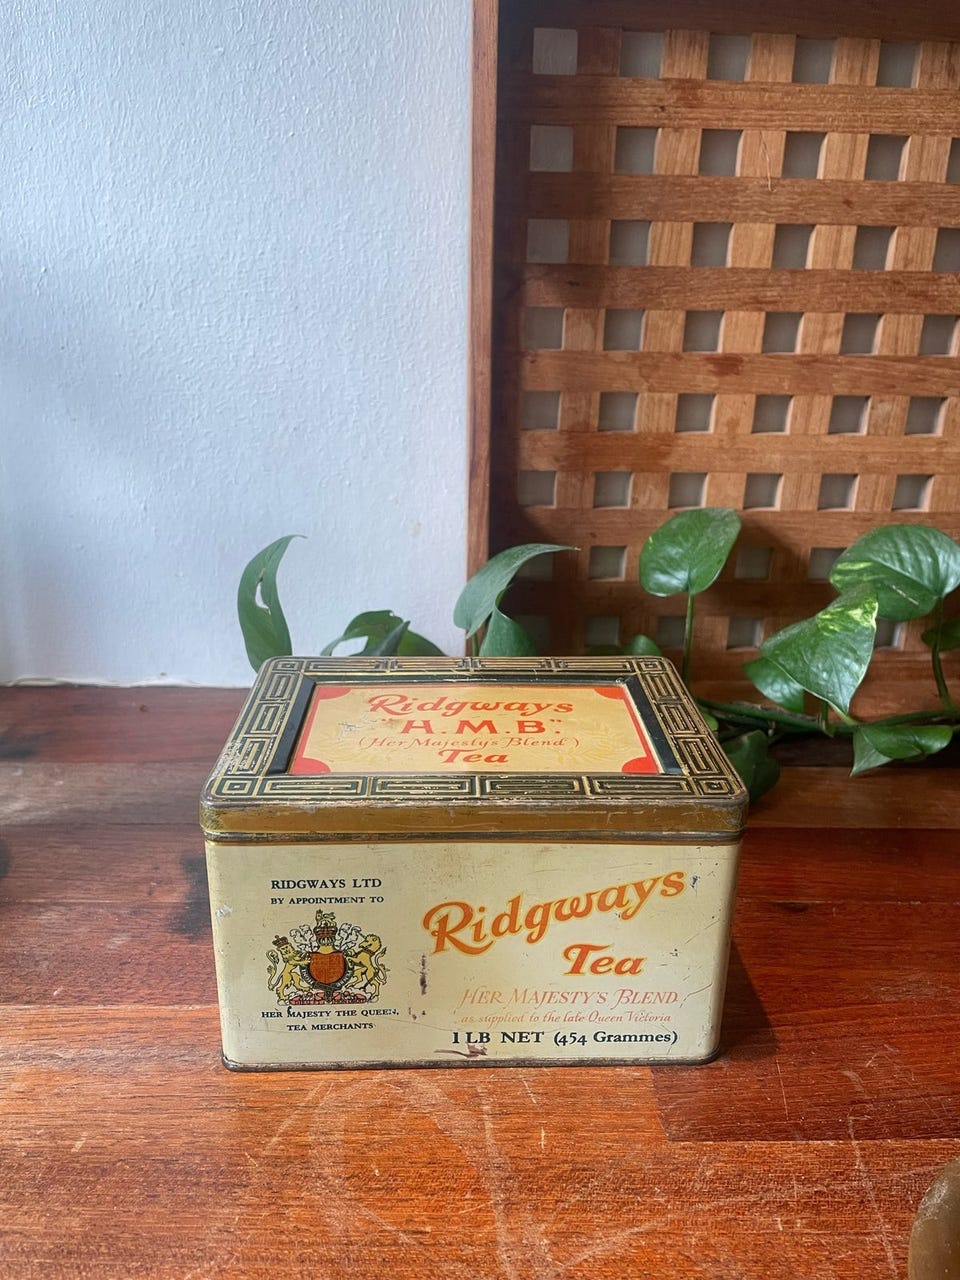 Ridgways
"H.M.B."
(Her Majesty's Blend)
Tea
RIDGWAYS LTD
BY APPOINTMENT TO
HER MAJESTY THE QUEEN,
TEA MERCHANTS
Ridgways
Tea
HER MAJESTY'S BLEND
as supplied to the late Queen Victoria
1 LB NET (454 Grammes)